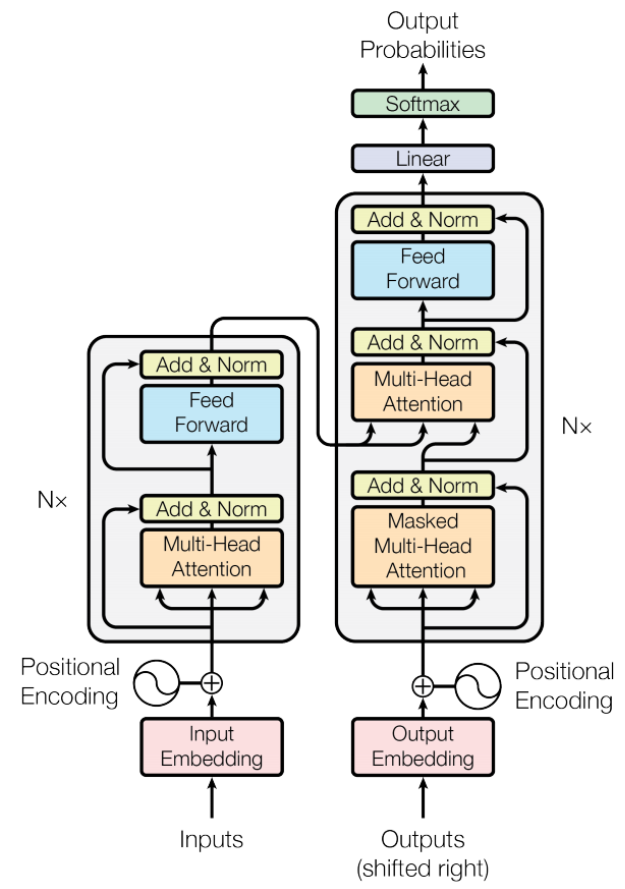 Output
Probabilities
Softmax
Linear
Add & Norm
Feed
Forward
Add & Norm
Multi-Head
Attention
Add & Norm
Masked
Multi-Head
Attention
N×
Add & Norm
Feed
Forward
Add & Norm
Multi-Head
Attention
N×
Positional
Encoding
Positional
Encoding
Input
Embedding
Output
Embedding
Inputs
Outputs
(shifted right)